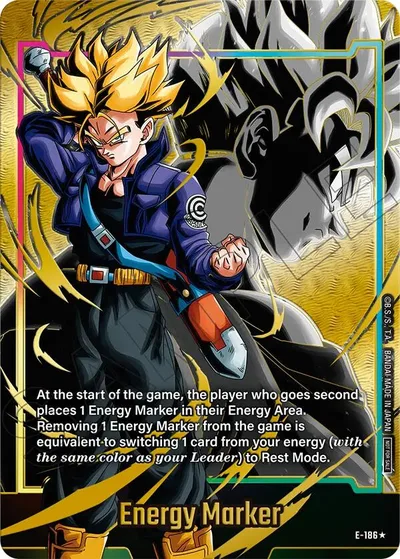 At the start of the game, the player who goes second
places 1 Energy Marker in their Energy Area.
Removing 1 Energy Marker from the game is
equivalent to switching 1 card from your energy (with
the same color as your Leader) to Rest Mode.
Energy Marker
E-186★
©B.S./S., T.A. BANDAI MADE IN JAPAN
NOT FOR SALE